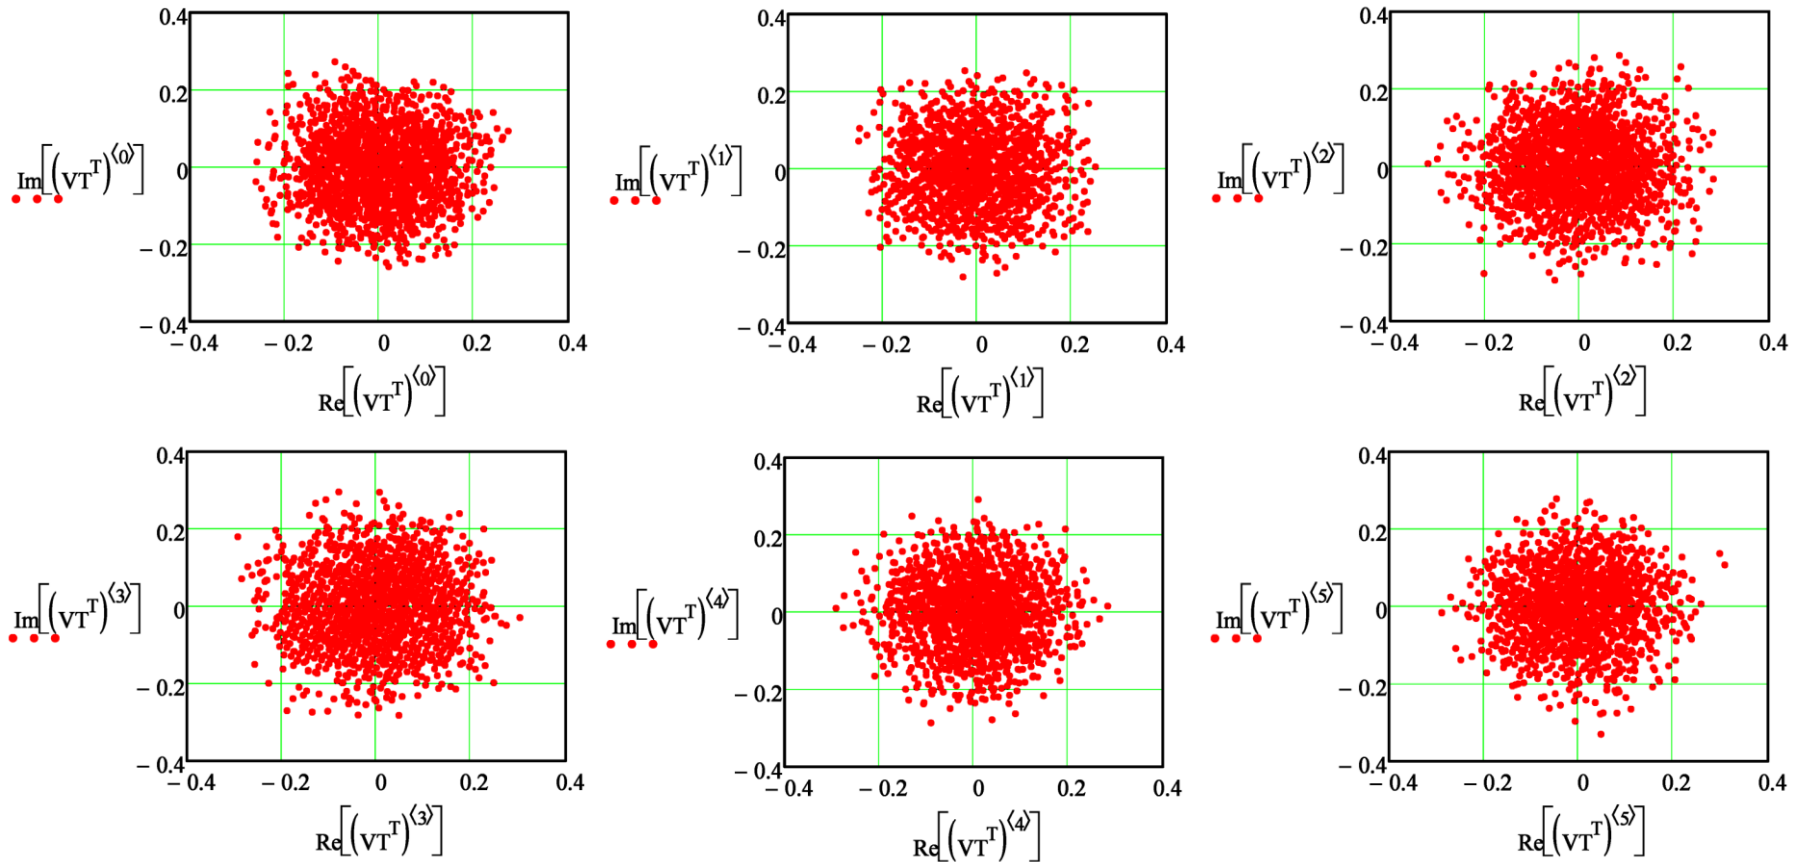 0.4 0.4 0.4
0.2 0.2 0.2
Im[(VT^T)^⟨0⟩] 0 Im[(VT^T)^⟨1⟩] 0 Im[(VT^T)^⟨2⟩] 0
− 0.2 − 0.2 − 0.2
− 0.4 − 0.4 − 0.4
− 0.4 − 0.2 0 0.2 0.4 − 0.4 − 0.2 0 0.2 0.4 − 0.4 − 0.2 0 0.2 0.4
Re[(VT^T)^⟨0⟩] Re[(VT^T)^⟨1⟩] Re[(VT^T)^⟨2⟩]
0.4 0.4 0.4
0.2 0.2 0.2
Im[(VT^T)^⟨3⟩] 0 Im[(VT^T)^⟨4⟩] 0 Im[(VT^T)^⟨5⟩] 0
− 0.2 − 0.2 − 0.2
− 0.4 − 0.4 − 0.4
− 0.4 − 0.2 0 0.2 0.4 − 0.4 − 0.2 0 0.2 0.4 − 0.4 − 0.2 0 0.2 0.4
Re[(VT^T)^⟨3⟩] Re[(VT^T)^⟨4⟩] Re[(VT^T)^⟨5⟩]